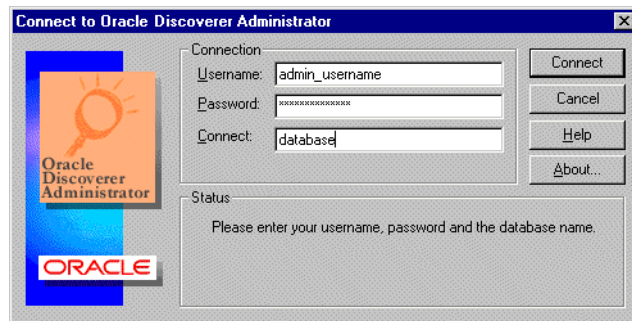 Connect to Oracle Discoverer Administrator
Connection
Username: admin_username
Password: xxxxxxxxxxxxxx
Connect: database
Connect
Cancel
Help
About...
Oracle
Discoverer
Administrator
ORACLE
Status
Please enter your username, password and the database name.